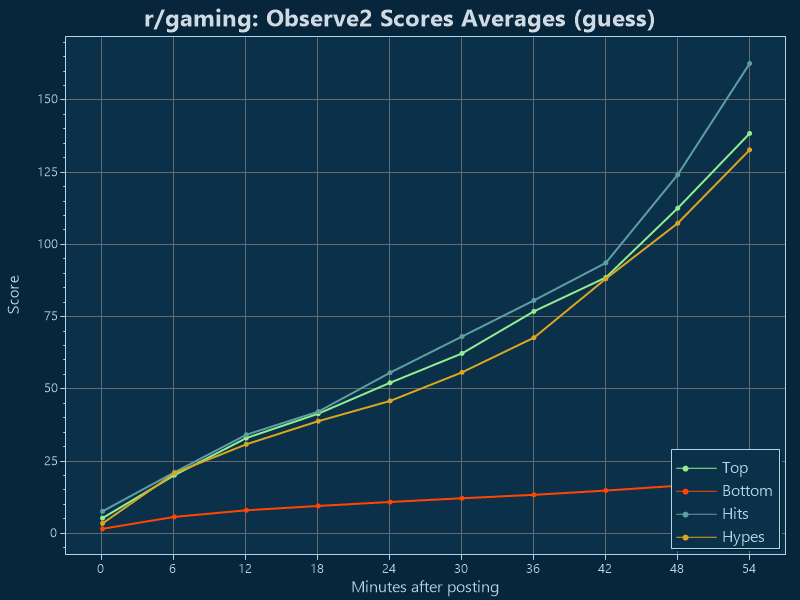 r/gaming: Observe2 Scores Averages (guess)
150
125
100
75
50
25
0
Score
0 6 12 18 24 30 36 42 48 54
Minutes after posting
Top
Bottom
Hits
Hypes